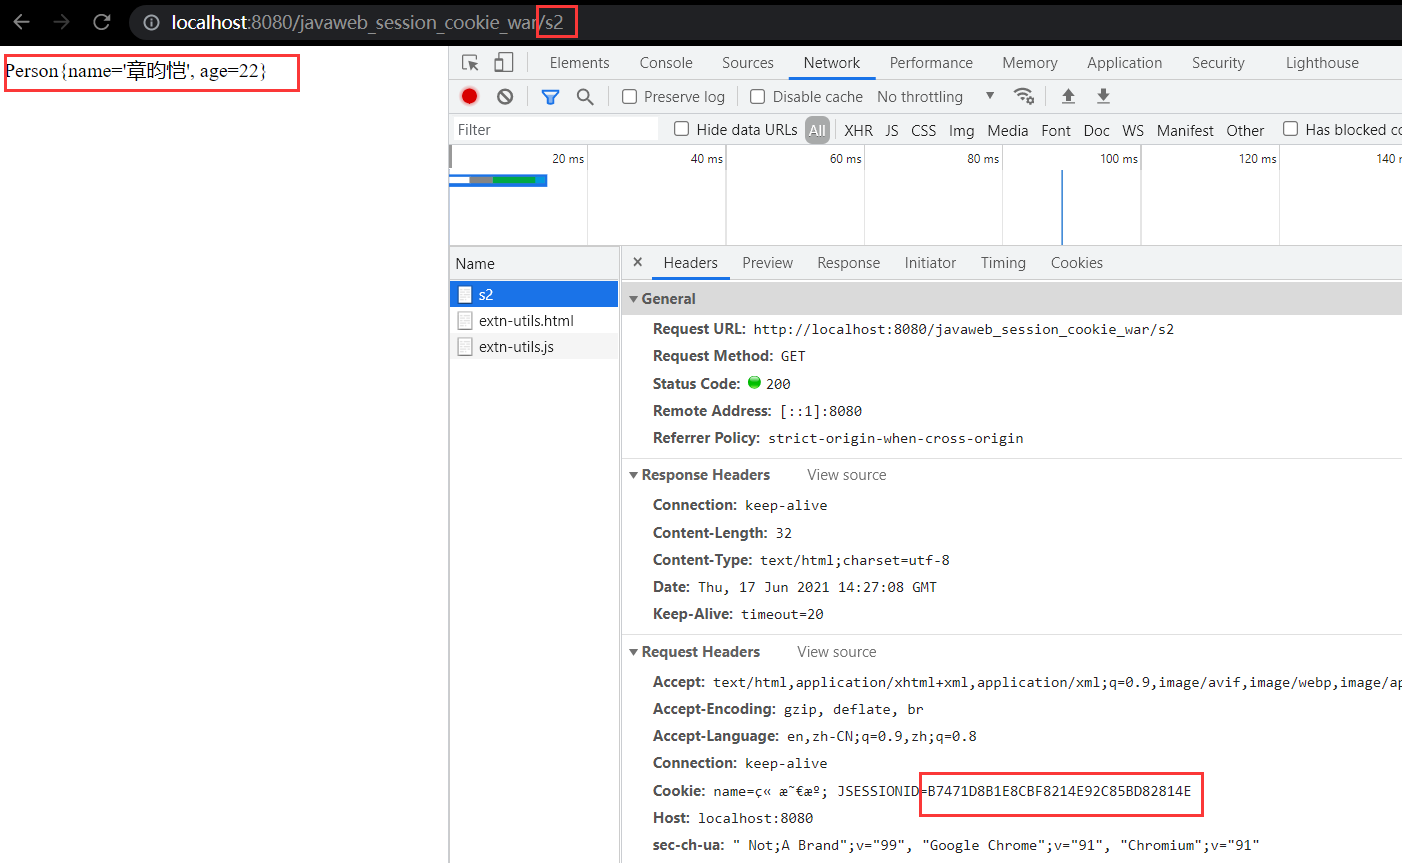 localhost:8080/javaweb_session_cookie_war/s2
Person{name='章昀恺', age=22}
Elements Console Sources Network Performance Memory Application Security Lighthouse
Preserve log Disable cache No throttling
Filter Hide data URLs All XHR JS CSS Img Media Font Doc WS Manifest Other Has blocked co
20 ms 40 ms 60 ms 80 ms 100 ms 120 ms 140
Name
s2
extn-utils.html
extn-utils.js
× Headers Preview Response Initiator Timing Cookies
General
Request URL: http://localhost:8080/javaweb_session_cookie_war/s2
Request Method: GET
Status Code: 200
Remote Address: [::1]:8080
Referrer Policy: strict-origin-when-cross-origin
Response Headers View source
Connection: keep-alive
Content-Length: 32
Content-Type: text/html;charset=utf-8
Date: Thu, 17 Jun 2021 14:27:08 GMT
Keep-Alive: timeout=20
Request Headers View source
Accept: text/html,application/xhtml+xml,application/xml;q=0.9,image/avif,image/webp,image/ap
Accept-Encoding: gzip, deflate, br
Accept-Language: en,zh-CN;q=0.9,zh;q=0.8
Connection: keep-alive
Cookie: name=ç« æ˜€æº; JSESSIONID=B7471D8B1E8CBF8214E92C85BD82814E
Host: localhost:8080
sec-ch-ua: " Not;A Brand";v="99", "Google Chrome";v="91", "Chromium";v="91"